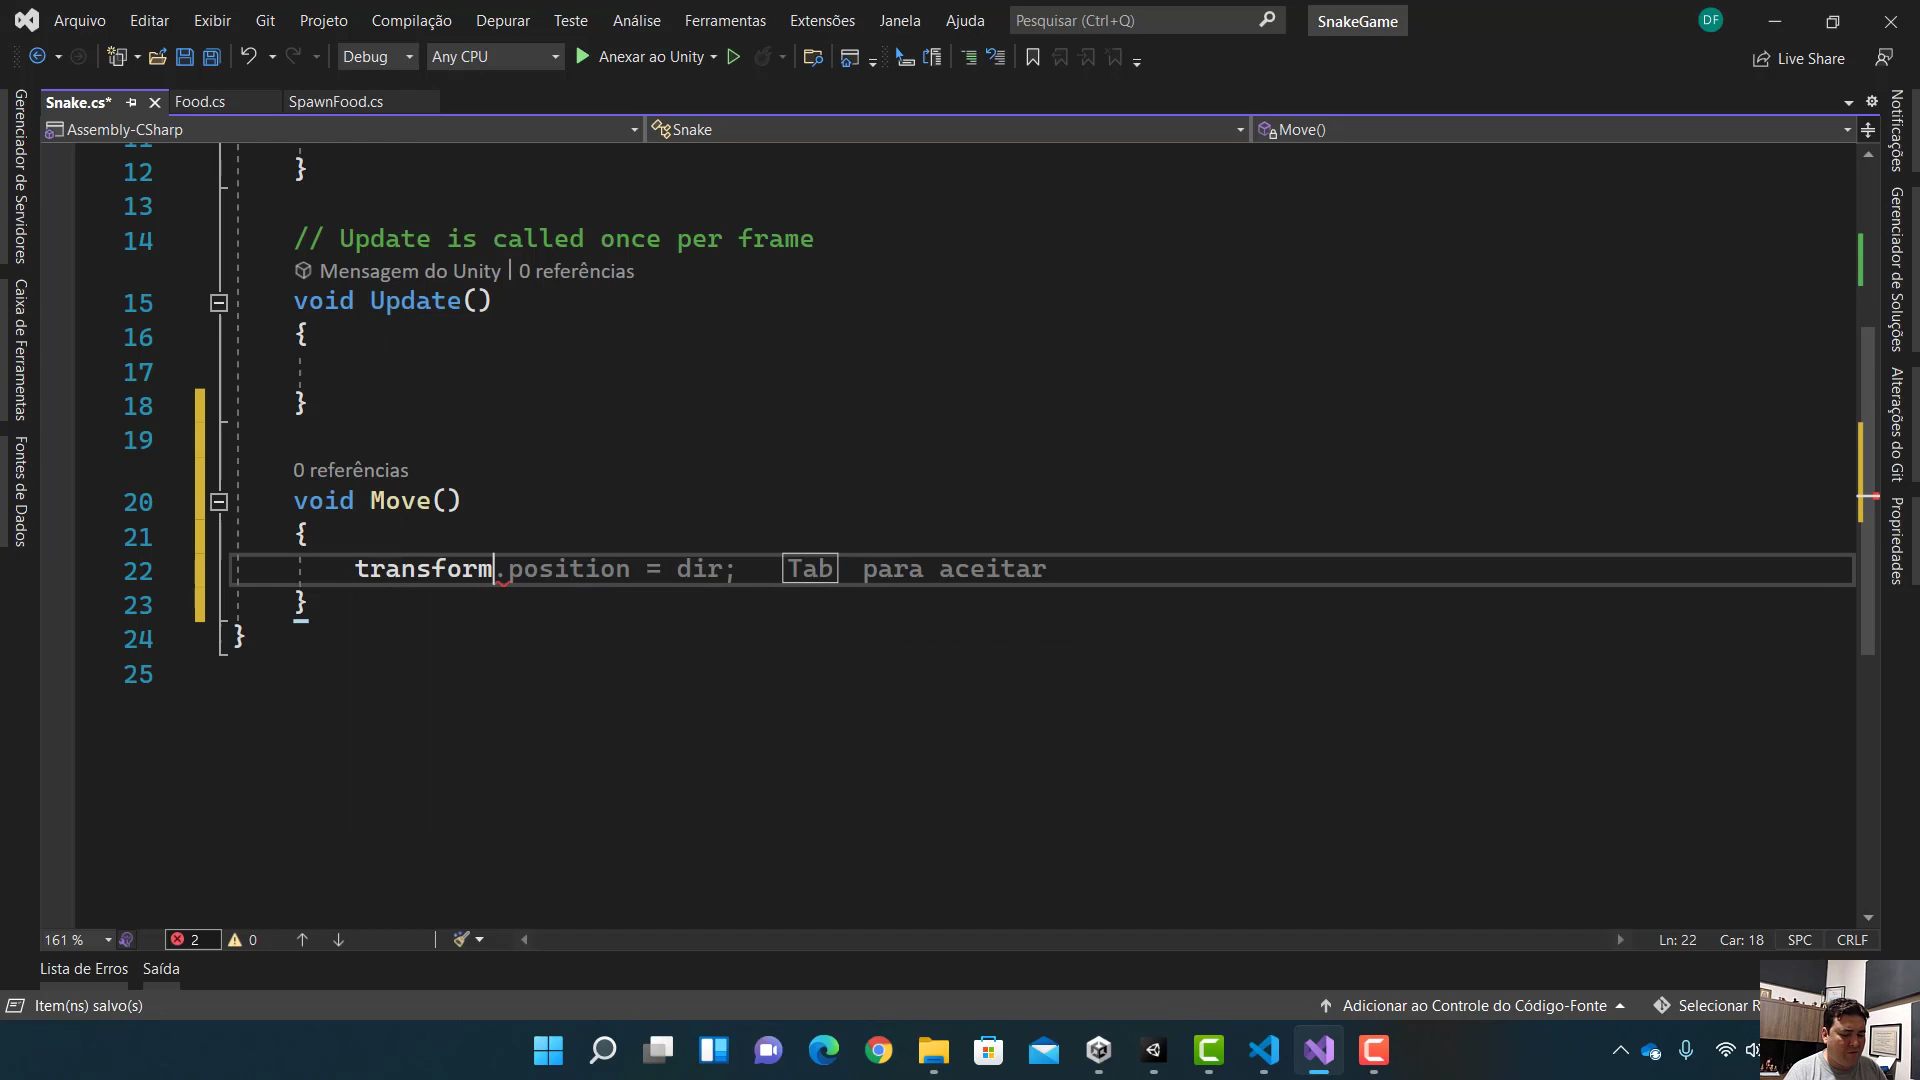 Arquivo Editar Exibir Git Projeto Compilação Depurar Teste Análise Ferramentas Extensões Janela Ajuda Pesquisar (Ctrl+Q) SnakeGame DF
Debug Any CPU Anexar ao Unity Live Share
Snake.cs* Food.cs SpawnFood.cs
Assembly-CSharp Snake Move()
Gerenciador de Servidores
Caixa de Ferramentas
Fontes de Dados
12 }
13
14 // Update is called once per frame
Mensagem do Unity | 0 referências
15 void Update()
16 {
17
18 }
19
0 referências
20 void Move()
21 {
22 transform.position = dir; Tab para aceitar
23 }
24 }
25
Notificações
Gerenciador de Soluções
Alterações do Git
Propriedades
161 % 2 0 Ln: 22 Car: 18 SPC CRLF
Lista de Erros Saída
Item(ns) salvo(s) Adicionar ao Controle do Código-Fonte Selecionar